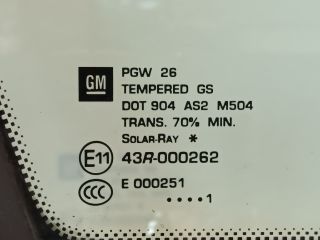 GM
PGW 26
TEMPERED GS
DOT 904 AS2 M504
TRANS. 70% MIN.
SOLAR-RAY *
E11 43R-000262
CCC E 000251
••••1